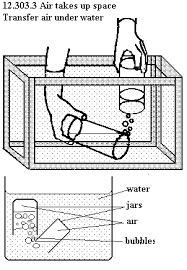 12.303.3 Air takes up space
Transfer air under water
water
jars
air
bubbles